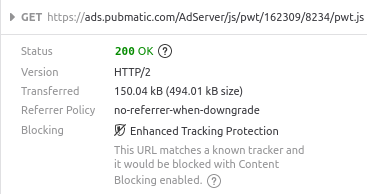 GET https://ads.pubmatic.com/AdServer/js/pwt/162309/8234/pwt.js
Status 200 OK ?
Version HTTP/2
Transferred 150.04 kB (494.01 kB size)
Referrer Policy no-referrer-when-downgrade
Blocking Enhanced Tracking Protection
This URL matches a known tracker and
it would be blocked with Content
Blocking enabled. ?